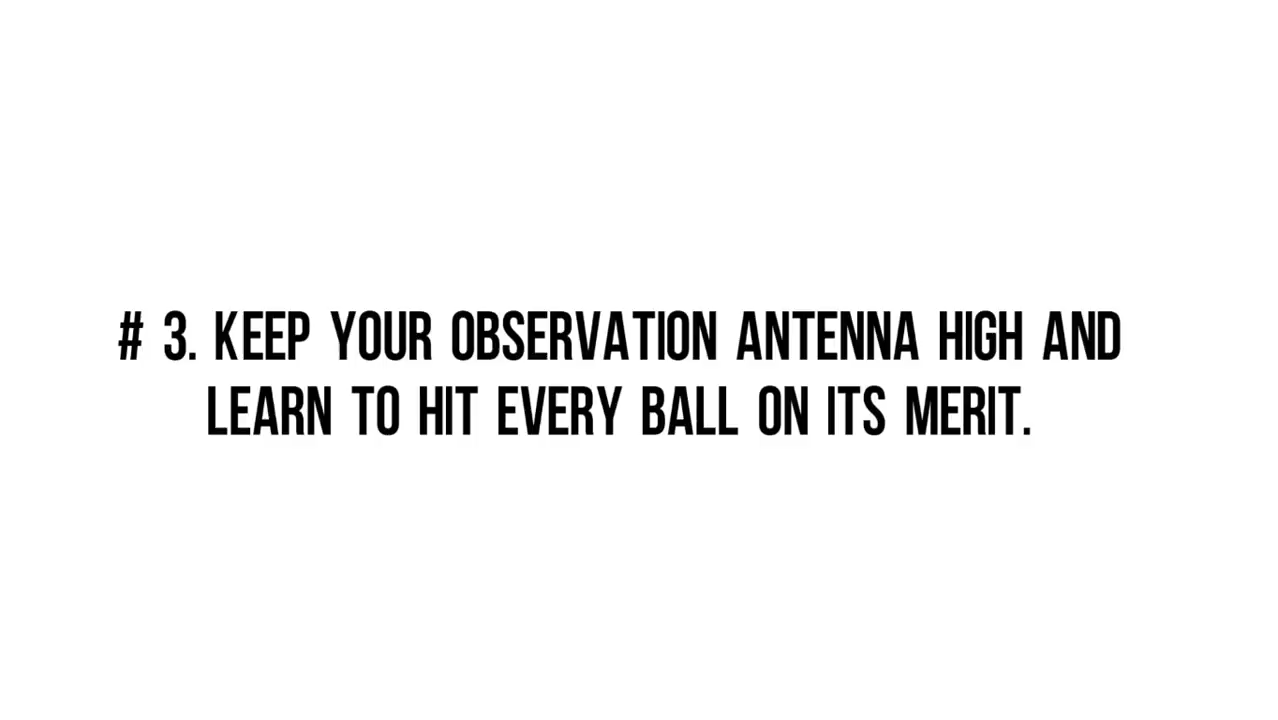 # 3. KEEP YOUR OBSERVATION ANTENNA HIGH AND
LEARN TO HIT EVERY BALL ON ITS MERIT.